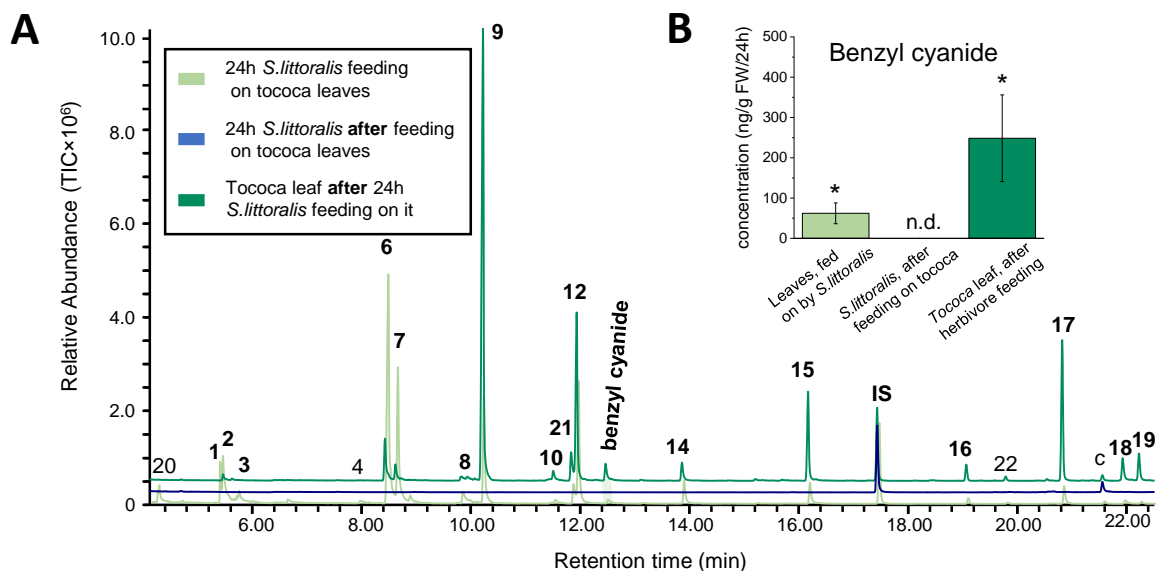 A
Relative Abundance (TIC×10⁶)
10.0
8.0
6.0
4.0
2.0
0
24h S.littoralis feeding
on tococa leaves
24h S.littoralis after feeding
on tococa leaves
Tococa leaf after 24h
S.littoralis feeding on it
20
1
2
3
4
6
7
8
9
10
21
12
benzyl cyanide
14
15
IS
16
22
17
c
18
19
6.00
8.00
10.00
12.00
14.00
16.00
18.00
20.00
22.00
Retention time (min)
B
Benzyl cyanide
concentration (ng/g FW/24h)
500
400
300
250
200
100
0
*
n.d.
*
Leaves, fed
on by S.littoralis
S.littoralis, after
feeding on tococa
Tococa leaf, after
herbivore feeding